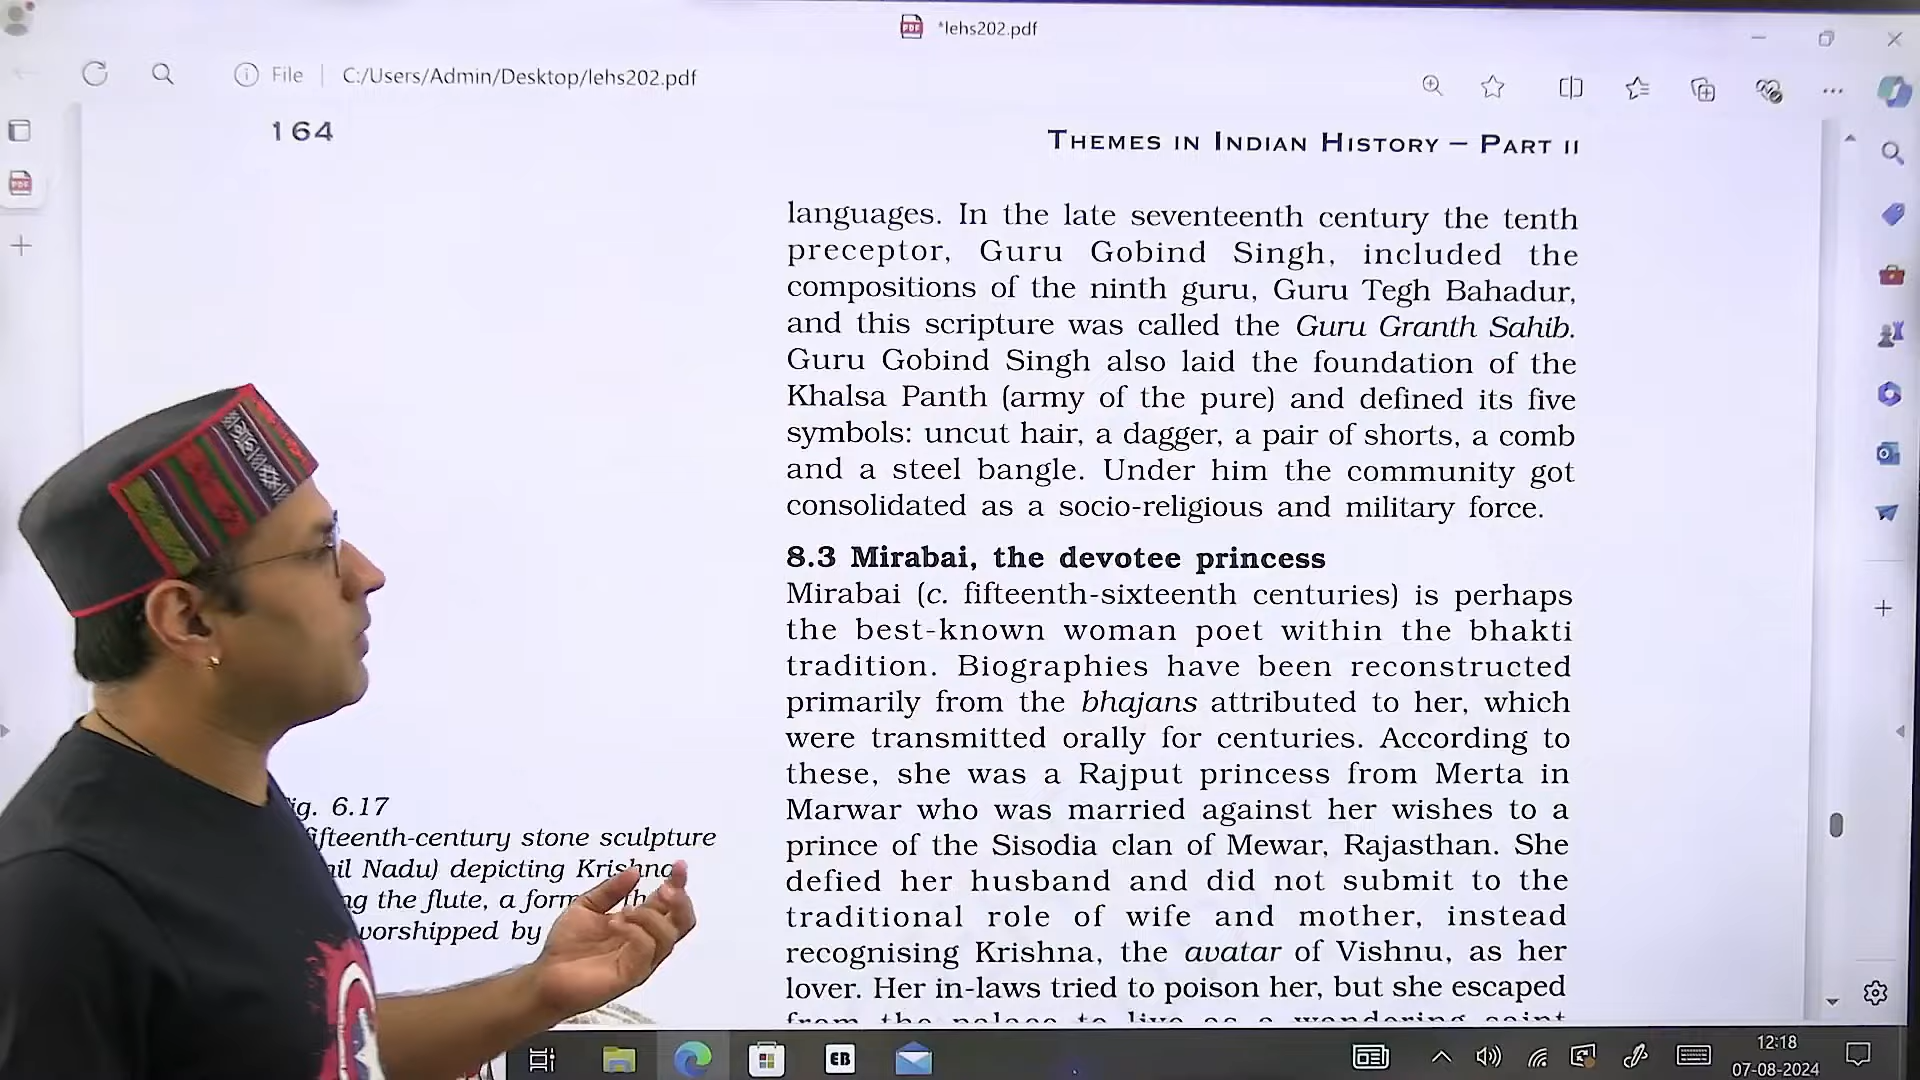 *lehs202.pdf
File
C:/Users/Admin/Desktop/lehs202.pdf
164
THEMES IN INDIAN HISTORY – PART II
languages. In the late seventeenth century the tenth
preceptor, Guru Gobind Singh, included the
compositions of the ninth guru, Guru Tegh Bahadur,
and this scripture was called the Guru Granth Sahib.
Guru Gobind Singh also laid the foundation of the
Khalsa Panth (army of the pure) and defined its five
symbols: uncut hair, a dagger, a pair of shorts, a comb
and a steel bangle. Under him the community got
consolidated as a socio-religious and military force.
8.3 Mirabai, the devotee princess
Mirabai (c. fifteenth-sixteenth centuries) is perhaps
the best-known woman poet within the bhakti
tradition. Biographies have been reconstructed
primarily from the bhajans attributed to her, which
were transmitted orally for centuries. According to
these, she was a Rajput princess from Merta in
Marwar who was married against her wishes to a
prince of the Sisodia clan of Mewar, Rajasthan. She
defied her husband and did not submit to the
traditional role of wife and mother, instead
recognising Krishna, the avatar of Vishnu, as her
lover. Her in-laws tried to poison her, but she escaped
from the palace to live as a wandering saint
ig. 6.17
fifteenth-century stone sculpture
il Nadu) depicting Krishna
ng the flute, a form
worshipped by
EB
12:18
07-08-2024